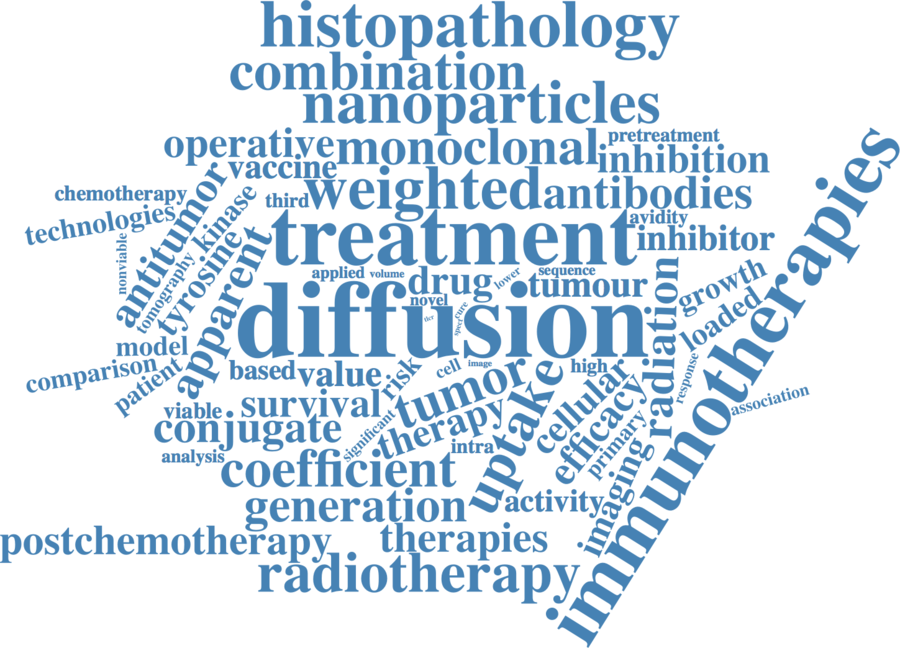 histopathology
combination
nanoparticles
operative
monoclonal
pretreatment
inhibition
vaccine
chemotherapy
technologies
third
weighted
antibodies
avidity
inhibitor
antitumor
kinase
nonviable
tomography
tyrosine
apparent
treatment
applied
volume
drug
lower
sequence
tumour
novel
cure
tier
spect
diffusion
radiation
growth
loaded
immunotherapies
model
comparison
patient
based
value
risk
cell
image
high
response
association
viable
survival
conjugate
significant
tumor
therapy
intra
uptake
cellular
efficacy
primary
imaging
analysis
coefficient
generation
activity
postchemotherapy
therapies
radiotherapy